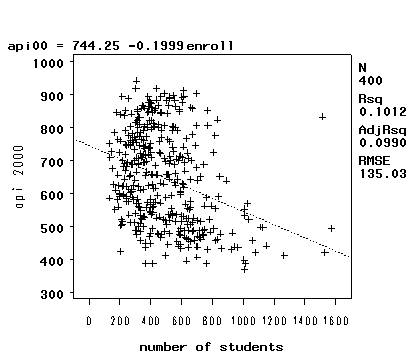 api00 = 744.25 -0.1999enroll
N
400
Rsq
0.1012
AdjRsq
0.0990
RMSE
135.03
1000
900
800
700
600
500
400
300
api 2000
0 200 400 600 800 1000 1200 1400 1600
number of students